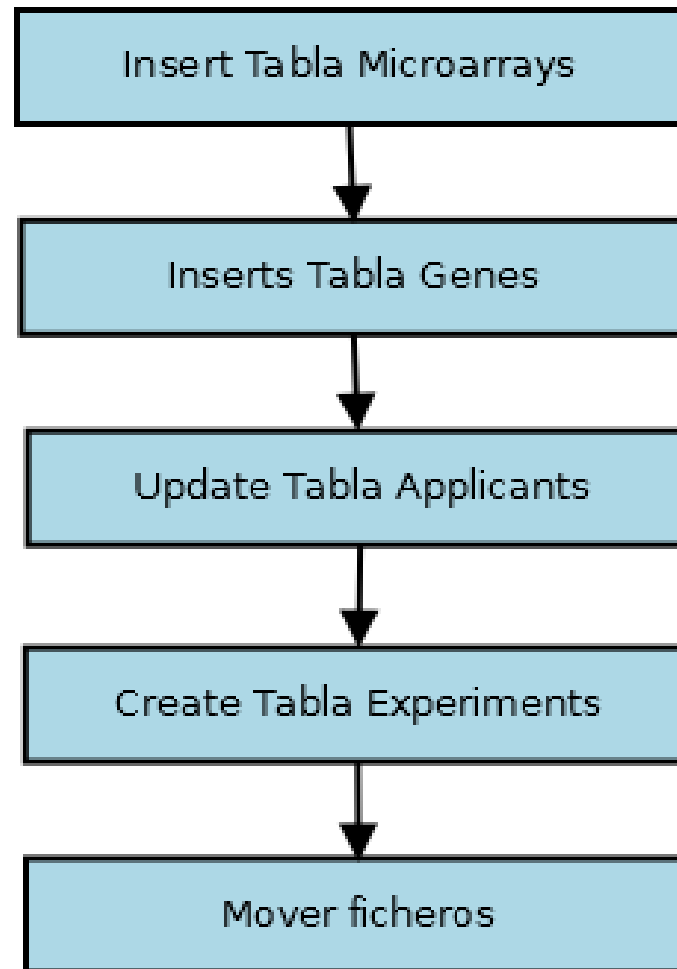 Insert Tabla Microarrays
Inserts Tabla Genes
Update Tabla Applicants
Create Tabla Experiments
Mover ficheros